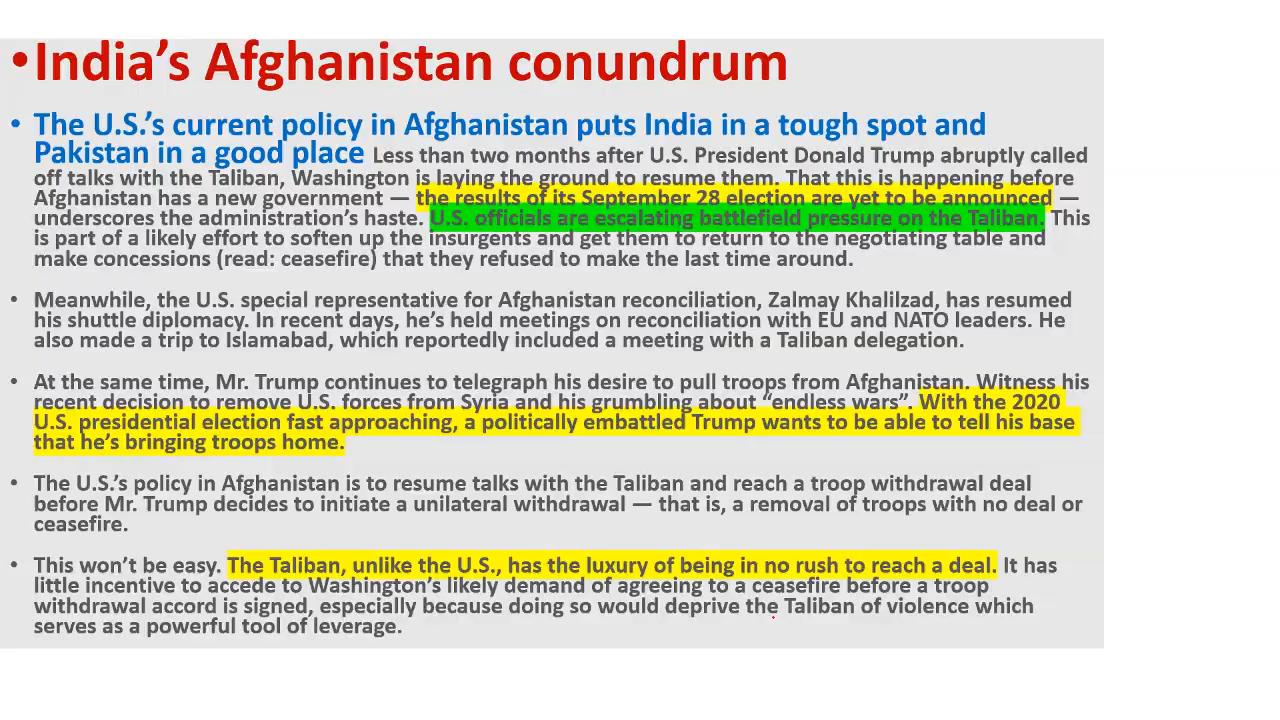 •India's Afghanistan conundrum
• The U.S.'s current policy in Afghanistan puts India in a tough spot and
Pakistan in a good place Less than two months after U.S. President Donald Trump abruptly called
off talks with the Taliban, Washington is laying the ground to resume them. That this is happening before
Afghanistan has a new government — the results of its September 28 election are yet to be announced —
underscores the administration's haste. U.S. officials are escalating battlefield pressure on the Taliban. This
is part of a likely effort to soften up the insurgents and get them to return to the negotiating table and
make concessions (read: ceasefire) that they refused to make the last time around.
• Meanwhile, the U.S. special representative for Afghanistan reconciliation, Zalmay Khalilzad, has resumed
his shuttle diplomacy. In recent days, he's held meetings on reconciliation with EU and NATO leaders. He
also made a trip to Islamabad, which reportedly included a meeting with a Taliban delegation.
• At the same time, Mr. Trump continues to telegraph his desire to pull troops from Afghanistan. Witness his
recent decision to remove U.S. forces from Syria and his grumbling about “endless wars”. With the 2020
U.S. presidential election fast approaching, a politically embattled Trump wants to be able to tell his base
that he's bringing troops home.
• The U.S.'s policy in Afghanistan is to resume talks with the Taliban and reach a troop withdrawal deal
before Mr. Trump decides to initiate a unilateral withdrawal — that is, a removal of troops with no deal or
ceasefire.
• This won't be easy. The Taliban, unlike the U.S., has the luxury of being in no rush to reach a deal. It has
little incentive to accede to Washington's likely demand of agreeing to a ceasefire before a troop
withdrawal accord is signed, especially because doing so would deprive the Taliban of violence which
serves as a powerful tool of leverage.